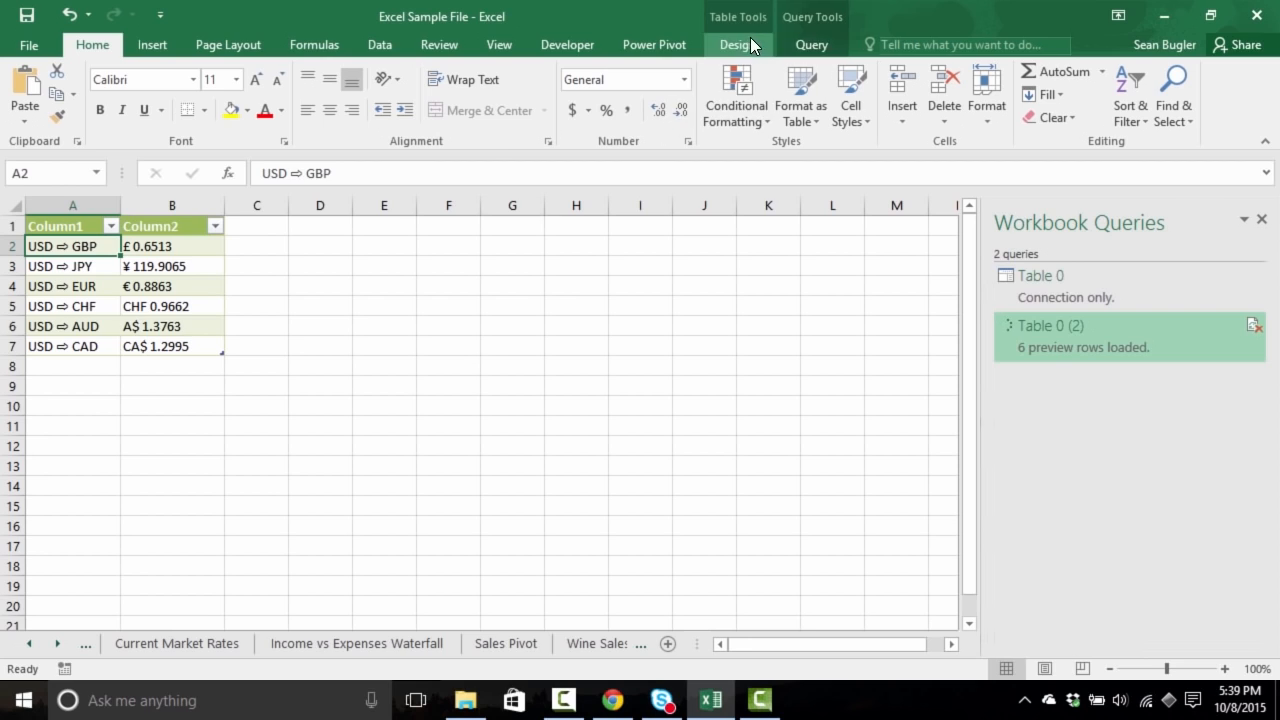 Excel Sample File - Excel
Table Tools
Query Tools
File
Home
Insert
Page Layout
Formulas
Data
Review
View
Developer
Power Pivot
Design
Query
Tell me what you want to do...
Sean Bugler
Share
Paste
Calibri
11
Wrap Text
Merge & Center
General
Conditional
Formatting
Format as
Table
Cell
Styles
Insert
Delete
Format
AutoSum
Fill
Clear
Sort &
Filter
Find &
Select
Clipboard
Font
Alignment
Number
Styles
Cells
Editing
A2
fx
USD ⇨ GBP
A B C D E F G H I J K L M
1 Column1 Column2
2 USD ⇨ GBP £ 0.6513
3 USD ⇨ JPY ¥ 119.9065
4 USD ⇨ EUR € 0.8863
5 USD ⇨ CHF CHF 0.9662
6 USD ⇨ AUD A$ 1.3763
7 USD ⇨ CAD CA$ 1.2995
8
9
10
11
12
13
14
15
16
17
18
19
20
21
Workbook Queries
2 queries
Table 0
Connection only.
Table 0 (2)
6 preview rows loaded.
... Current Market Rates
Income vs Expenses Waterfall
Sales Pivot
Wine Sales ...
Ready
100%
Ask me anything
5:39 PM
10/8/2015